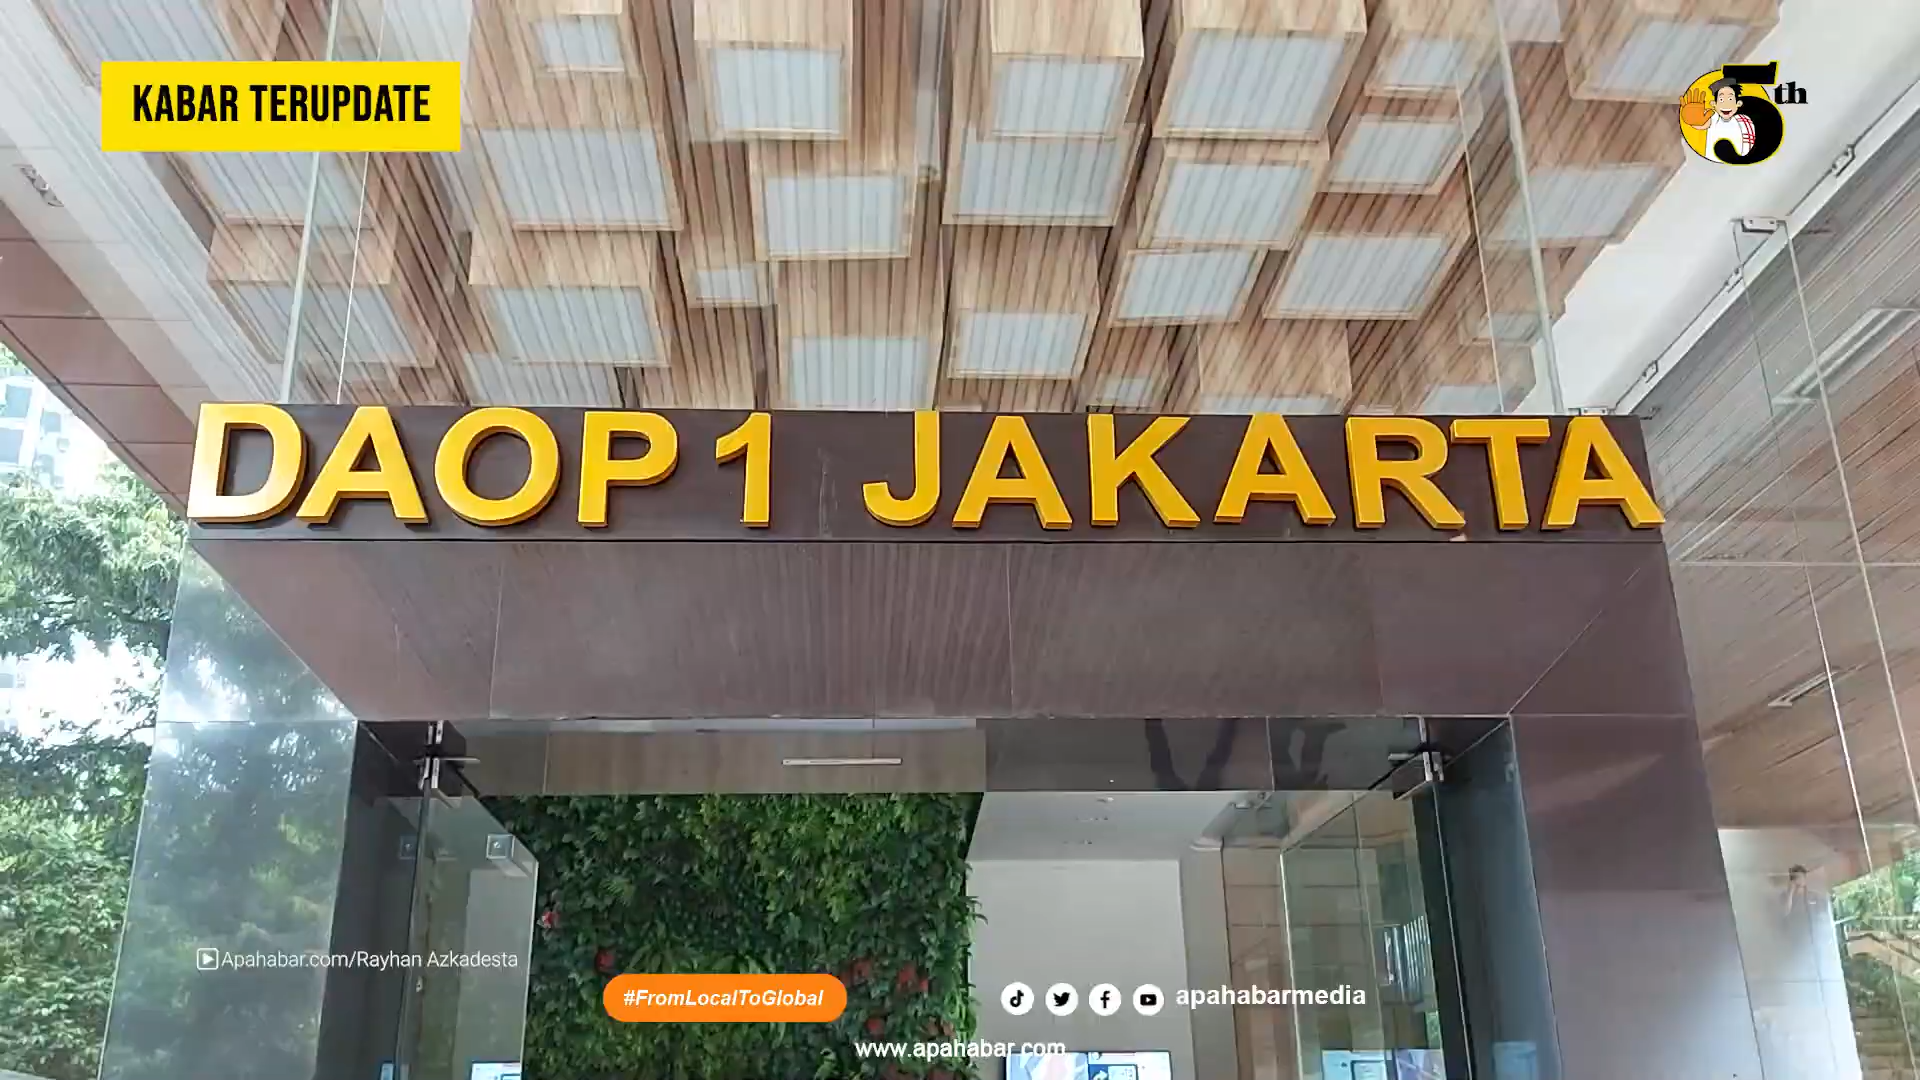 KABAR TERUPDATE
5th
DAOP 1 JAKARTA
Apahabar.com/Rayhan Azkadesta
#FromLocalToGlobal
apahabarmedia
www.apahabar.com